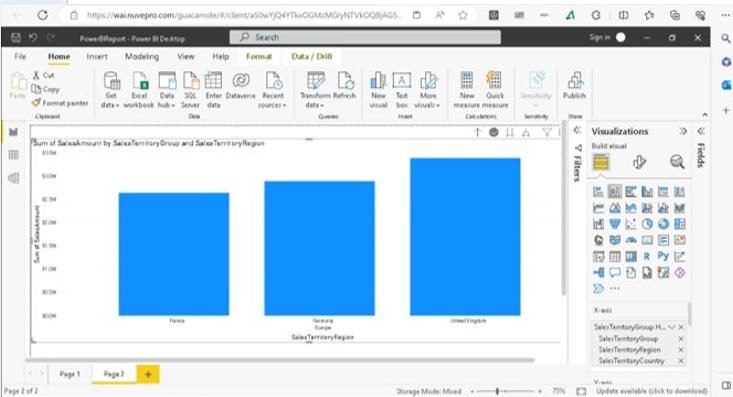 https://wai.nuvepro.com/guacamole/#/client/aS0wYjQ4YTkxOGMzMGIyNTVkOQBjAGS...
PowerBIReport - Power BI Desktop
Search
Sign in
File Home Insert Modeling View Help Format Data / Drill
Paste
Cut
Copy
Format painter
Get data
Excel workbook
Data hub
SQL Server
Enter data
Dataverse
Recent sources
Transform data
Refresh
New visual
Text box
More visuals
New measure
Quick measure
Sensitivity
Publish
Clipboard Data Queries Insert Calculations Sensitivity Share
Sum of SalesAmount by SalesTerritoryGroup and SalesTerritoryRegion
$3.5M
$3.0M
$2.5M
$2.0M
$1.5M
$1.0M
$0.5M
$0.0M
Sum of SalesAmount
France Germany United Kingdom
Europe
SalesTerritoryRegion
Filters
Visualizations
Build visual
Fields
R Py
X-axis
SalesTerritoryGroup H...
SalesTerritoryGroup
SalesTerritoryRegion
SalesTerritoryCountry
Y-axis
Page 1 Page 2
Page 2 of 2
Storage Mode: Mixed
75%
Update available (click to download)